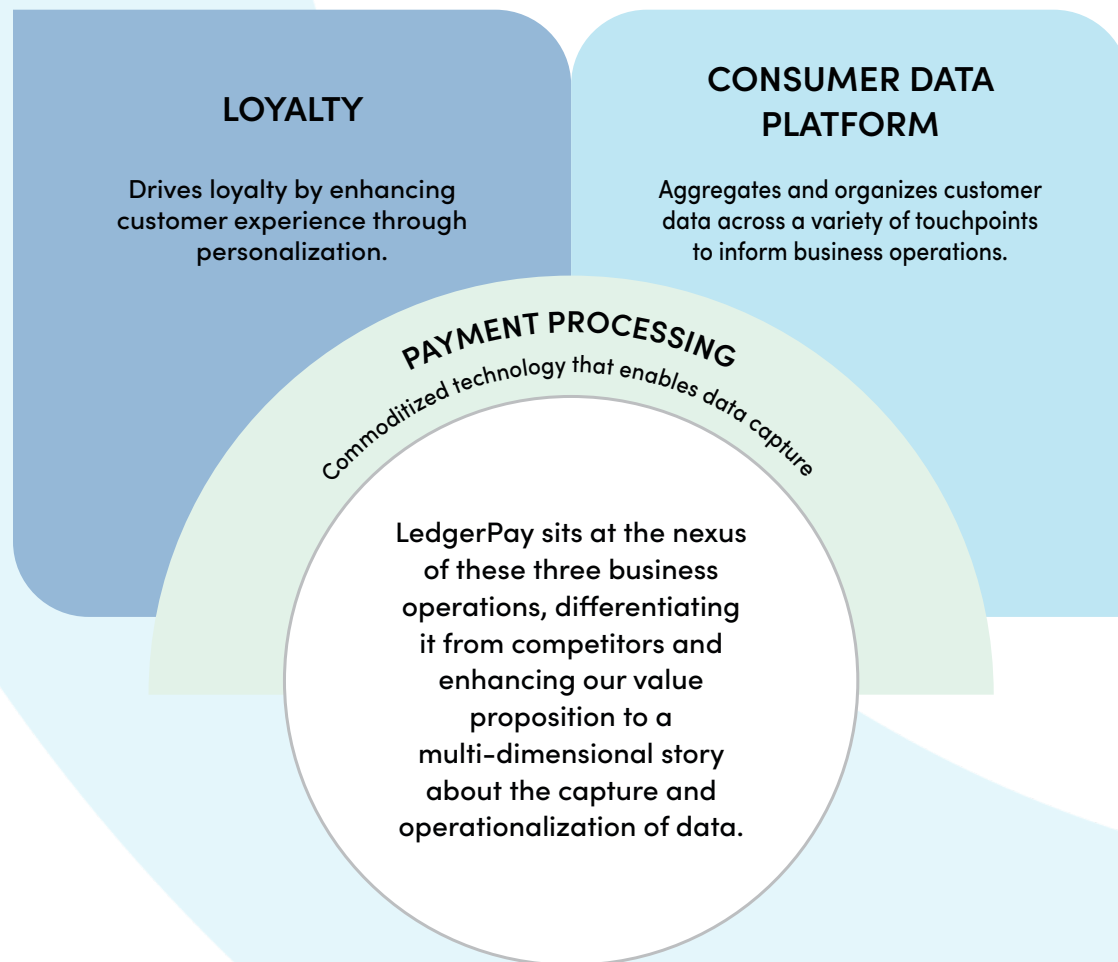 LOYALTY
Drives loyalty by enhancing
customer experience through
personalization.
CONSUMER DATA
PLATFORM
Aggregates and organizes customer
data across a variety of touchpoints
to inform business operations.
PAYMENT PROCESSING
Commoditized technology that enables data capture
LedgerPay sits at the nexus
of these three business
operations, differentiating
it from competitors and
enhancing our value
proposition to a
multi-dimensional story
about the capture and
operationalization of data.